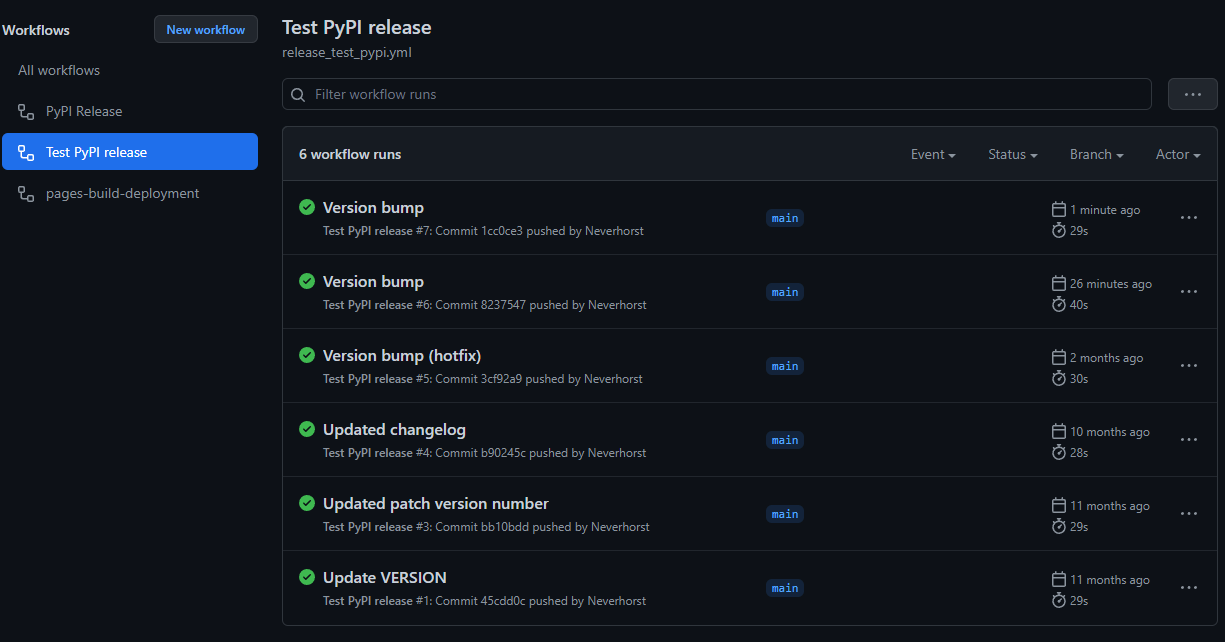 Workflows
New workflow
All workflows
PyPI Release
Test PyPI release
pages-build-deployment
Test PyPI release
release_test_pypi.yml
Filter workflow runs
6 workflow runs
Event Status Branch Actor
Version bump
Test PyPI release #7: Commit 1cc0ce3 pushed by Neverhorst
main
1 minute ago
29s
Version bump
Test PyPI release #6: Commit 8237547 pushed by Neverhorst
main
26 minutes ago
40s
Version bump (hotfix)
Test PyPI release #5: Commit 3cf92a9 pushed by Neverhorst
main
2 months ago
30s
Updated changelog
Test PyPI release #4: Commit b90245c pushed by Neverhorst
main
10 months ago
28s
Updated patch version number
Test PyPI release #3: Commit bb10bdd pushed by Neverhorst
main
11 months ago
29s
Update VERSION
Test PyPI release #1: Commit 45cdd0c pushed by Neverhorst
main
11 months ago
29s